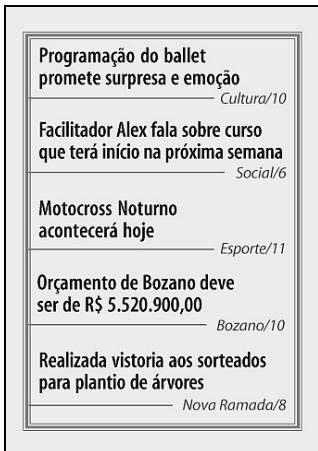 Programação do ballet
promete surpresa e emoção
Cultura/10
Facilitador Alex fala sobre curso
que terá início na próxima semana
Social/6
Motocross Noturno
acontecerá hoje
Esporte/11
Orçamento de Bozano deve
ser de R$ 5.520.900,00
Bozano/10
Realizada vistoria aos sorteados
para plantio de árvores
Nova Ramada/8